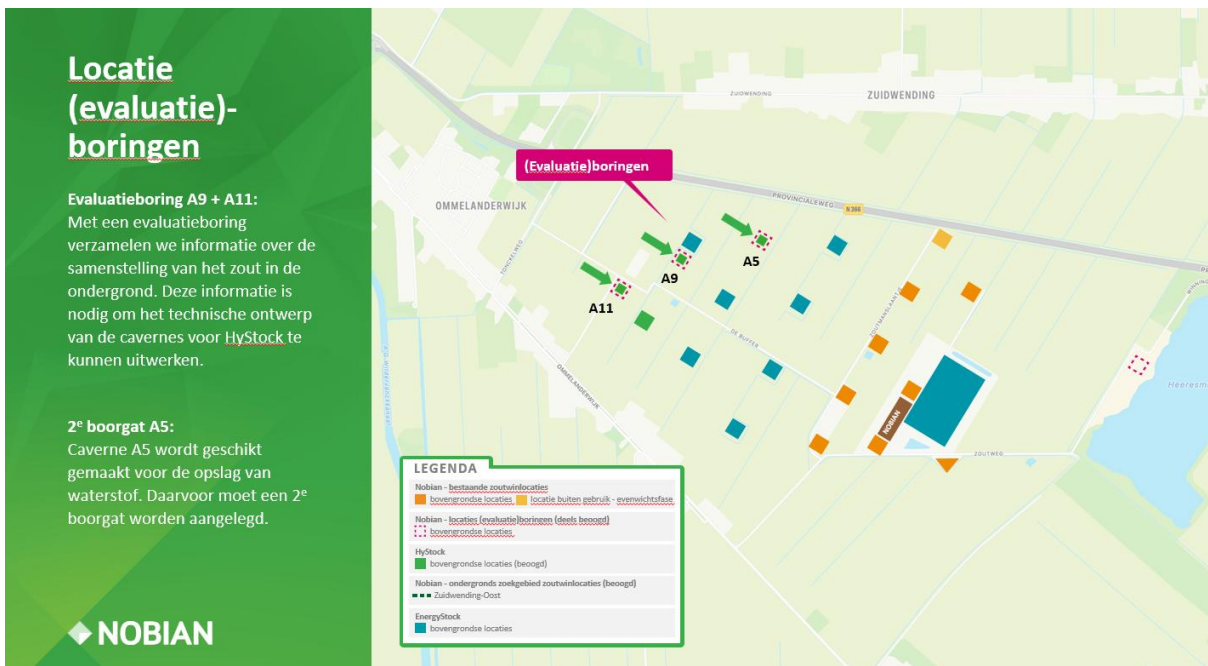 Locatie
(evaluatie)-
boringen
Evaluatieboring A9 + A11:
Met een evaluatieboring
verzamelen we informatie over de
samenstelling van het zout in de
ondergrond. Deze informatie is
nodig om het technische ontwerp
van de cavernes voor HyStock te
kunnen uitwerken.
2e boorgat A5:
Caverne A5 wordt geschikt
gemaakt voor de opslag van
waterstof. Daarvoor moet een 2e
boorgat worden aangelegd.
NOBIAN
ZUIDWENDING
ZUIDWENDING
(Evaluatie)boringen
OMMELANDERWIJK
PROVINCIALEWEG
N 366
TONCKELWEG
A5
A9
A11
ZOUTMANSLAANTJE
DE RUITER
OMMELANDERWIJK
Heeresm
NOBIAN
ZOUTWEG
LEGENDA
Nobian - bestaande zoutwinlocaties
bovengrondse locaties locatie buiten gebruik - evenwichtsfase
Nobian - locaties (evaluatie)boringen (deels beoogd)
bovengrondse locaties
HyStock
bovengrondse locaties (beoogd)
Nobian - ondergronds zoekgebied zoutwinlocaties (beoogd)
Zuidwending-Oost
EnergyStock
bovengrondse locaties